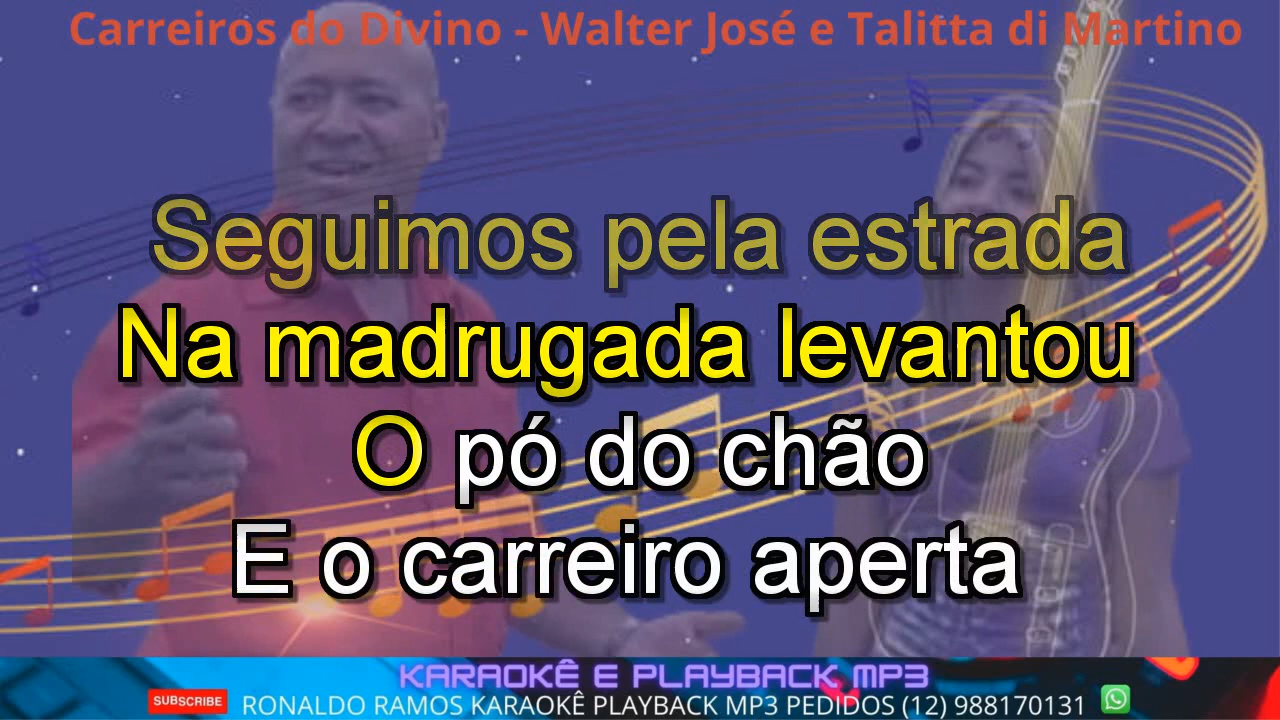 Carreiros do Divino - Walter José e Talitta di Martino
Seguimos pela estrada
Na madrugada levantou
O pó do chão
E o carreiro aperta
KARAOKÊ E PLAYBACK MP3
SUBSCRIBE RONALDO RAMOS KARAOKÊ PLAYBACK MP3 PEDIDOS (12) 988170131